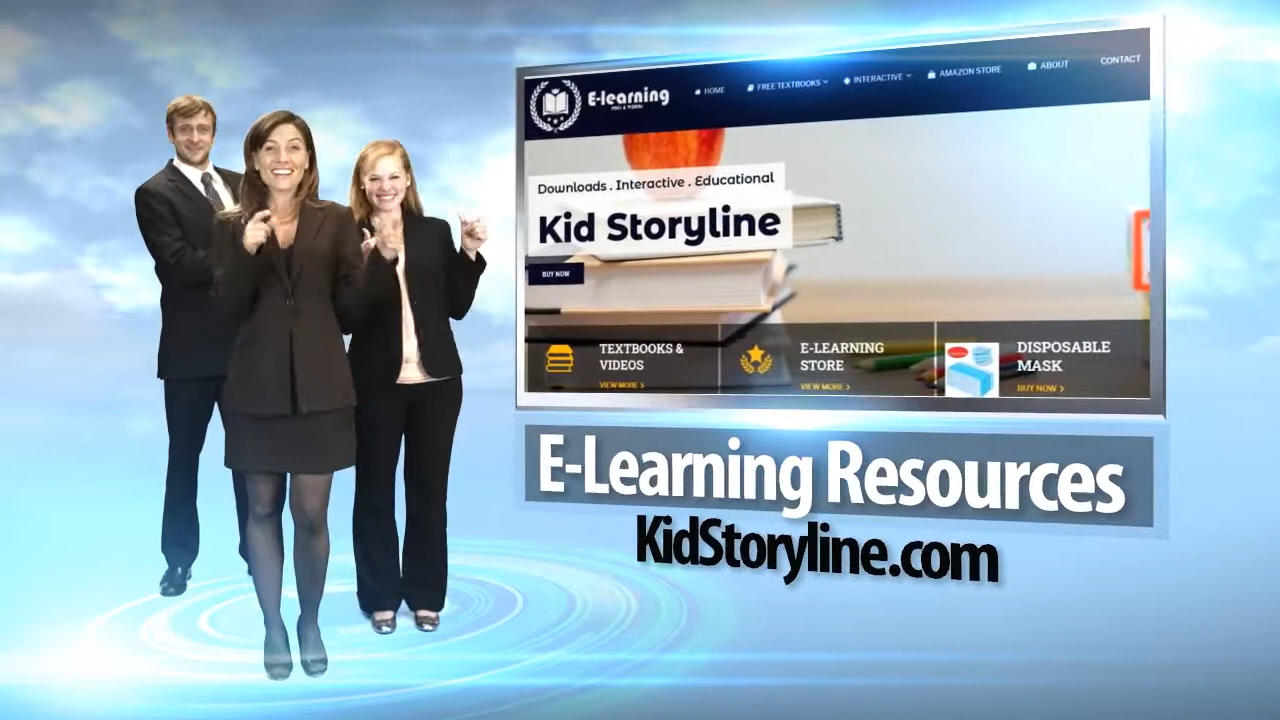 E-learning
HOME
FREE TEXTBOOKS
INTERACTIVE
AMAZON STORE
ABOUT
CONTACT
Downloads . Interactive . Educational
Kid Storyline
BUY NOW
TEXTBOOKS &
VIDEOS
VIEW MORE >
E-LEARNING
STORE
VIEW MORE >
DISPOSABLE
MASK
BUY NOW >
E-Learning Resources
KidStoryline.com